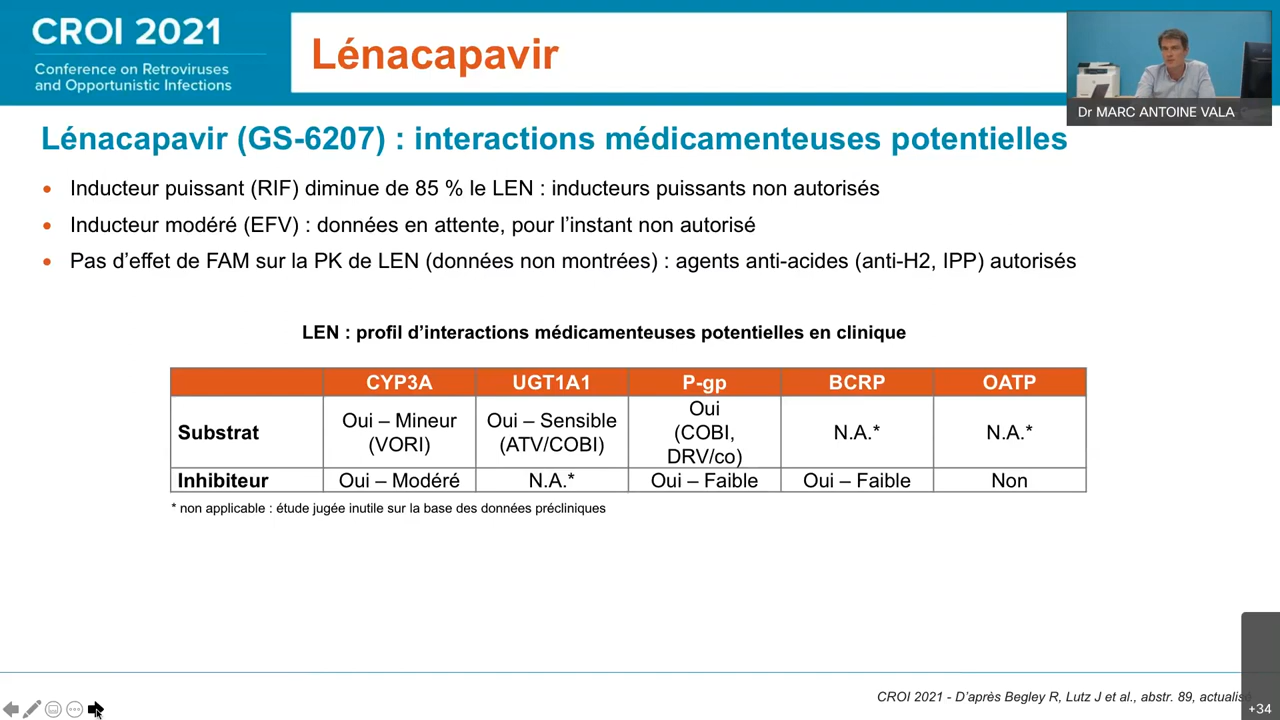 CROI 2021
Conference on Retroviruses
and Opportunistic Infections
Lénacapavir
Dr MARC ANTOINE VALA
Lénacapavir (GS-6207) : interactions médicamenteuses potentielles
• Inducteur puissant (RIF) diminue de 85 % le LEN : inducteurs puissants non autorisés
• Inducteur modéré (EFV) : données en attente, pour l’instant non autorisé
• Pas d’effet de FAM sur la PK de LEN (données non montrées) : agents anti-acides (anti-H2, IPP) autorisés
LEN : profil d’interactions médicamenteuses potentielles en clinique
CYP3A UGT1A1 P-gp BCRP OATP
Substrat Oui – Mineur (VORI) Oui – Sensible (ATV/COBI) Oui (COBI, DRV/co) N.A.* N.A.*
Inhibiteur Oui – Modéré N.A.* Oui – Faible Oui – Faible Non
* non applicable : étude jugée inutile sur la base des données précliniques
CROI 2021 - D’après Begley R, Lutz J et al., abstr. 89, actualisé
+34